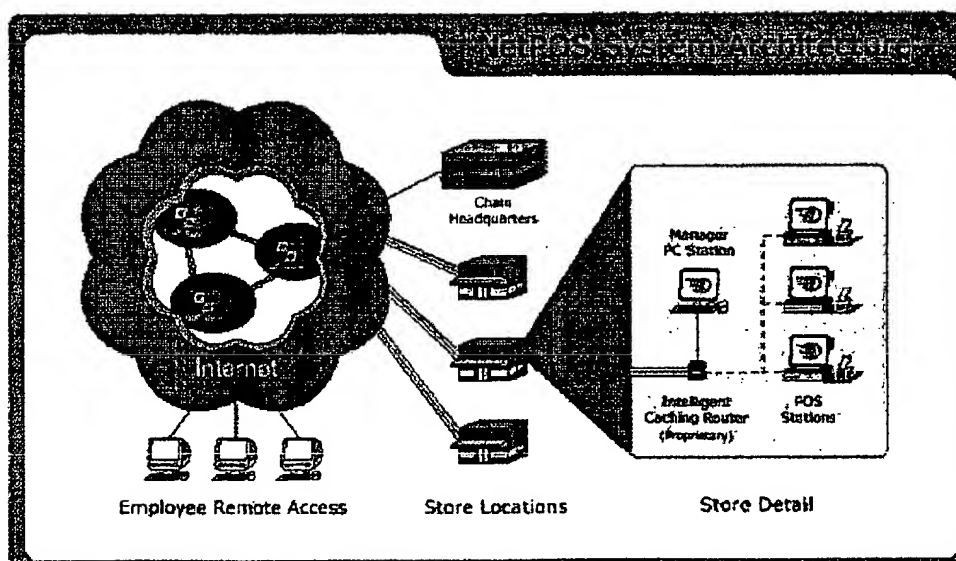 NetPOS System Architecture
Chain
Headquarters
Manager
PC Station
Internet
Intelligent
Caching Router
(Proprietary)
POS
Stations
Employee Remote Access
Store Locations
Store Detail